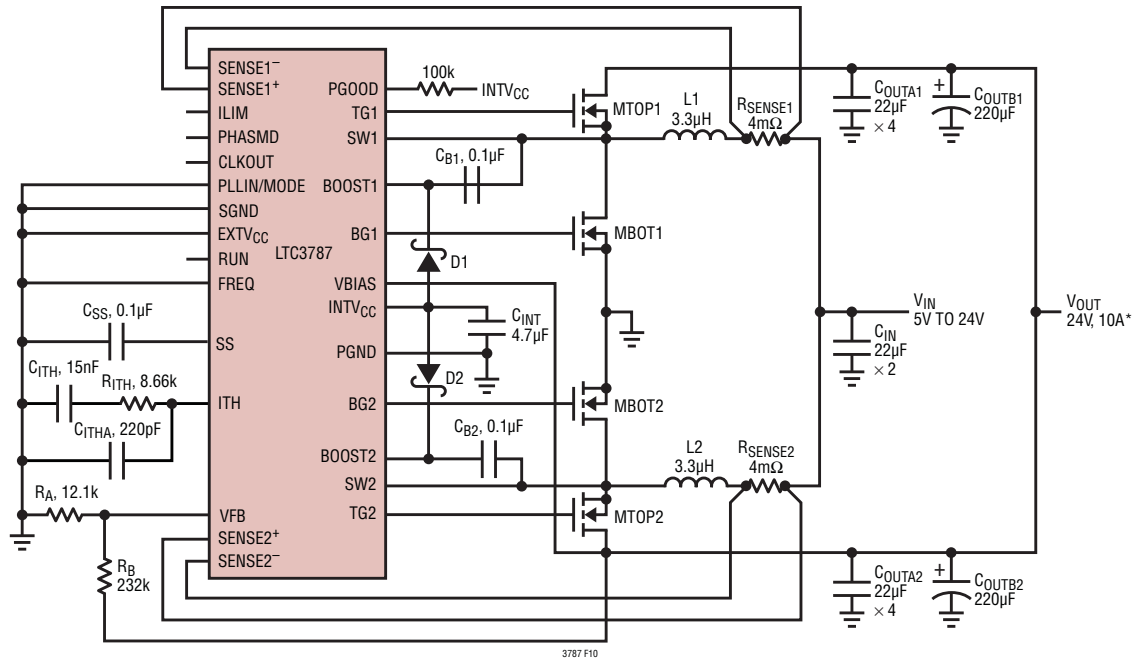 SENSE1–
SENSE1+
ILIM
PHASMD
CLKOUT
PLLIN/MODE
SGND
EXTVCC
RUN
FREQ
SS
ITH
VFB
SENSE2+
SENSE2–
LTC3787
PGOOD
TG1
SW1
BOOST1
BG1
VBIAS
INTVCC
PGND
BG2
BOOST2
SW2
TG2
100k
INTVCC
CB1, 0.1µF
D1
CINT
4.7µF
D2
CB2, 0.1µF
MTOP1
MBOT1
MBOT2
MTOP2
L1
3.3µH
RSENSE1
4mΩ
L2
3.3µH
RSENSE2
4mΩ
COUTA1
22µF
× 4
+
COUTB1
220µF
VIN
5V TO 24V
CIN
22µF
× 2
VOUT
24V, 10A*
COUTA2
22µF
× 4
+
COUTB2
220µF
CSS, 0.1µF
CITH, 15nF
RITH, 8.66k
CITHA, 220pF
RA, 12.1k
RB
232k
3787 F10